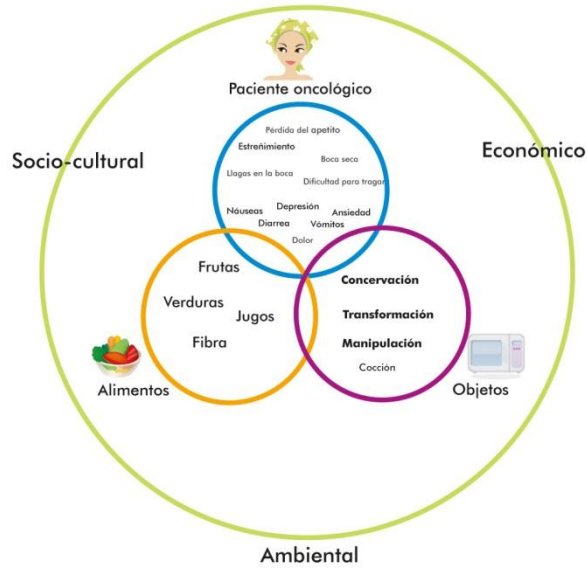 Paciente oncológico
Pérdida del apetito
Estreñimiento
Boca seca
Llagas en la boca
Dificultad para tragar
Náuseas
Depresión
Ansiedad
Diarrea
Vómitos
Dolor
Socio-cultural
Económico
Frutas
Verduras
Jugos
Fibra
Alimentos
Concervación
Transformación
Manipulación
Cocción
Objetos
Ambiental